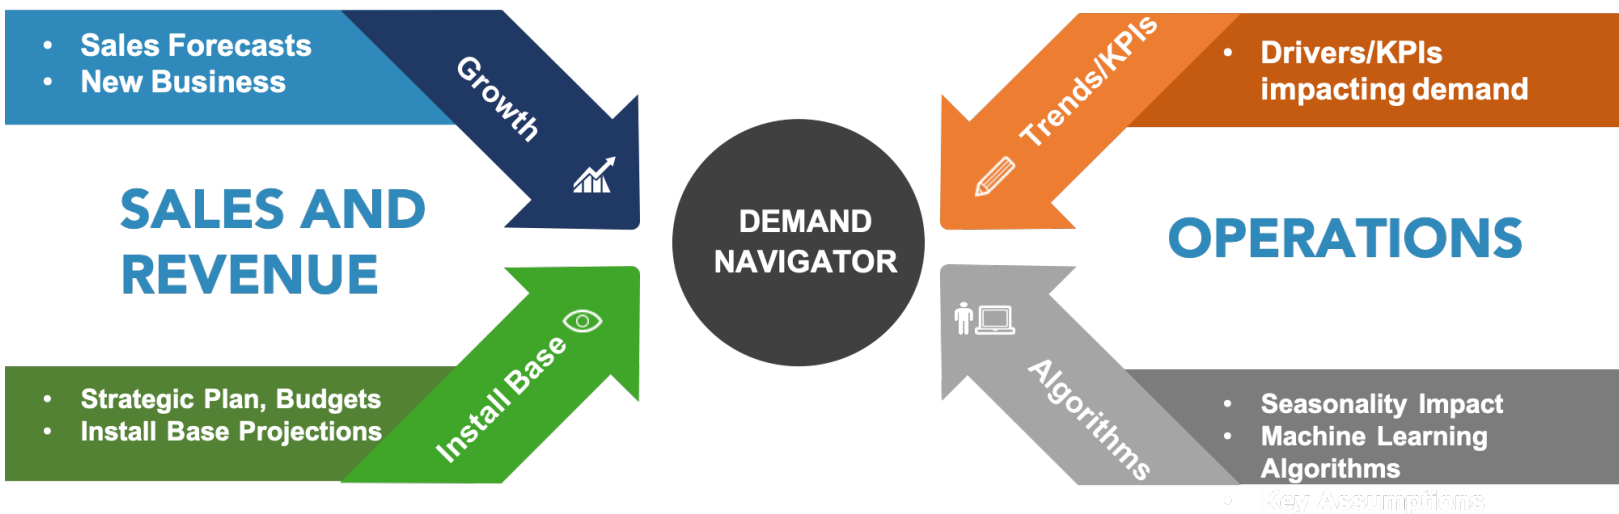 • Sales Forecasts
• New Business
Growth
SALES AND
REVENUE
Install Base
• Strategic Plan, Budgets
• Install Base Projections
DEMAND
NAVIGATOR
Trends/KPIs
• Drivers/KPIs
impacting demand
OPERATIONS
Algorithms
• Seasonality Impact
• Machine Learning
Algorithms
• Key Assumptions